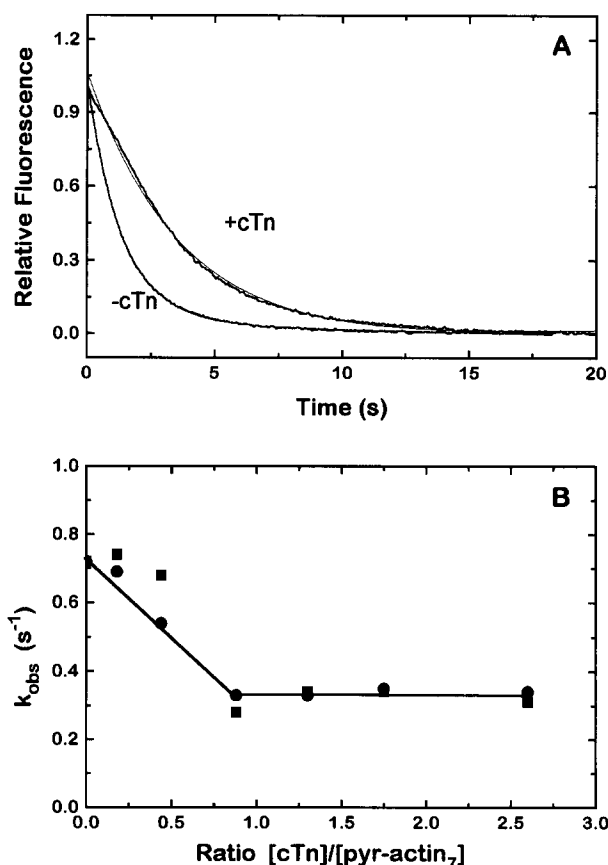 A
1.2
0.9
0.6
0.3
0.0
Relative Fluorescence
+cTn
-cTn
0 5 10 15 20
Time (s)
B
1.0
0.8
0.6
0.4
0.2
0.0
k_obs (s⁻¹)
0.0 0.5 1.0 1.5 2.0 2.5 3.0
Ratio [cTn]/[pyr-actin₇]